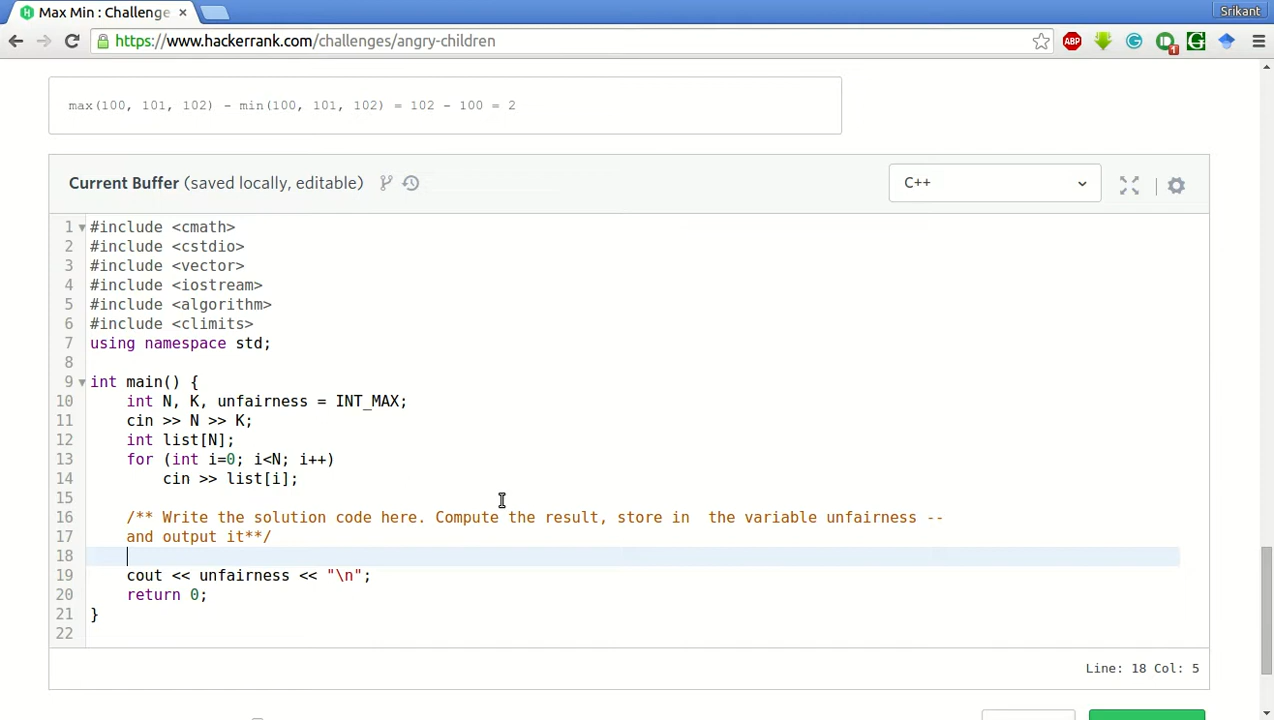 Max Min : Challenge
Srikant
https://www.hackerrank.com/challenges/angry-children
ABP
1
max(100, 101, 102) - min(100, 101, 102) = 102 - 100 = 2
Current Buffer (saved locally, editable)
C++
1 #include <cmath>
2 #include <cstdio>
3 #include <vector>
4 #include <iostream>
5 #include <algorithm>
6 #include <climits>
7 using namespace std;
8
9 int main() {
10 int N, K, unfairness = INT_MAX;
11 cin >> N >> K;
12 int list[N];
13 for (int i=0; i<N; i++)
14 cin >> list[i];
15
16 /** Write the solution code here. Compute the result, store in  the variable unfairness --
17 and output it**/
18
19 cout << unfairness << "\n";
20 return 0;
21 }
22
Line: 18 Col: 5